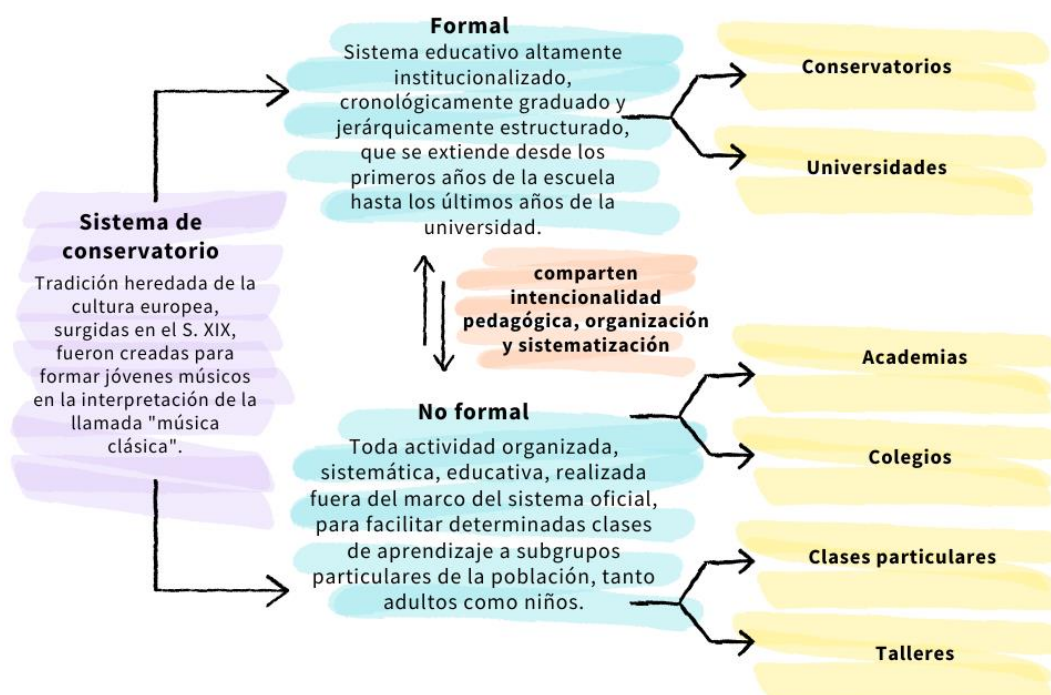 Sistema de
conservatorio
Tradición heredada de la
cultura europea,
surgidas en el S. XIX,
fueron creadas para
formar jóvenes músicos
en la interpretación de la
llamada "música
clásica".
Formal
Sistema educativo altamente
institucionalizado,
cronológicamente graduado y
jerárquicamente estructurado,
que se extiende desde los
primeros años de la escuela
hasta los últimos años de la
universidad.
Conservatorios
Universidades
comparten
intencionalidad
pedagógica, organización
y sistematización
No formal
Toda actividad organizada,
sistemática, educativa, realizada
fuera del marco del sistema oficial,
para facilitar determinadas clases
de aprendizaje a subgrupos
particulares de la población, tanto
adultos como niños.
Academias
Colegios
Clases particulares
Talleres